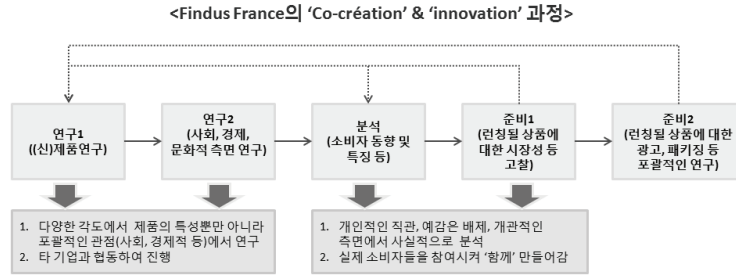 <Findus France의 ‘Co-création’ & ‘innovation’ 과정>
연구1
((신)제품연구)
연구2
(사회, 경제,
문화적 측면 연구)
분석
(소비자 동향 및
특징 등)
준비1
(런칭될 상품에
대한 시장성 등
고찰)
준비2
(런칭될 상품에 대한
광고, 패키징 등
포괄적인 연구)
1. 다양한 각도에서 제품의 특성뿐만 아니라
포괄적인 관점(사회, 경제적 등)에서 연구
2. 타 기업과 협동하여 진행
1. 개인적인 직관, 예감은 배제, 개관적인
측면에서 사실적으로 분석
2. 실제 소비자들을 참여시켜 ‘함께’ 만들어감